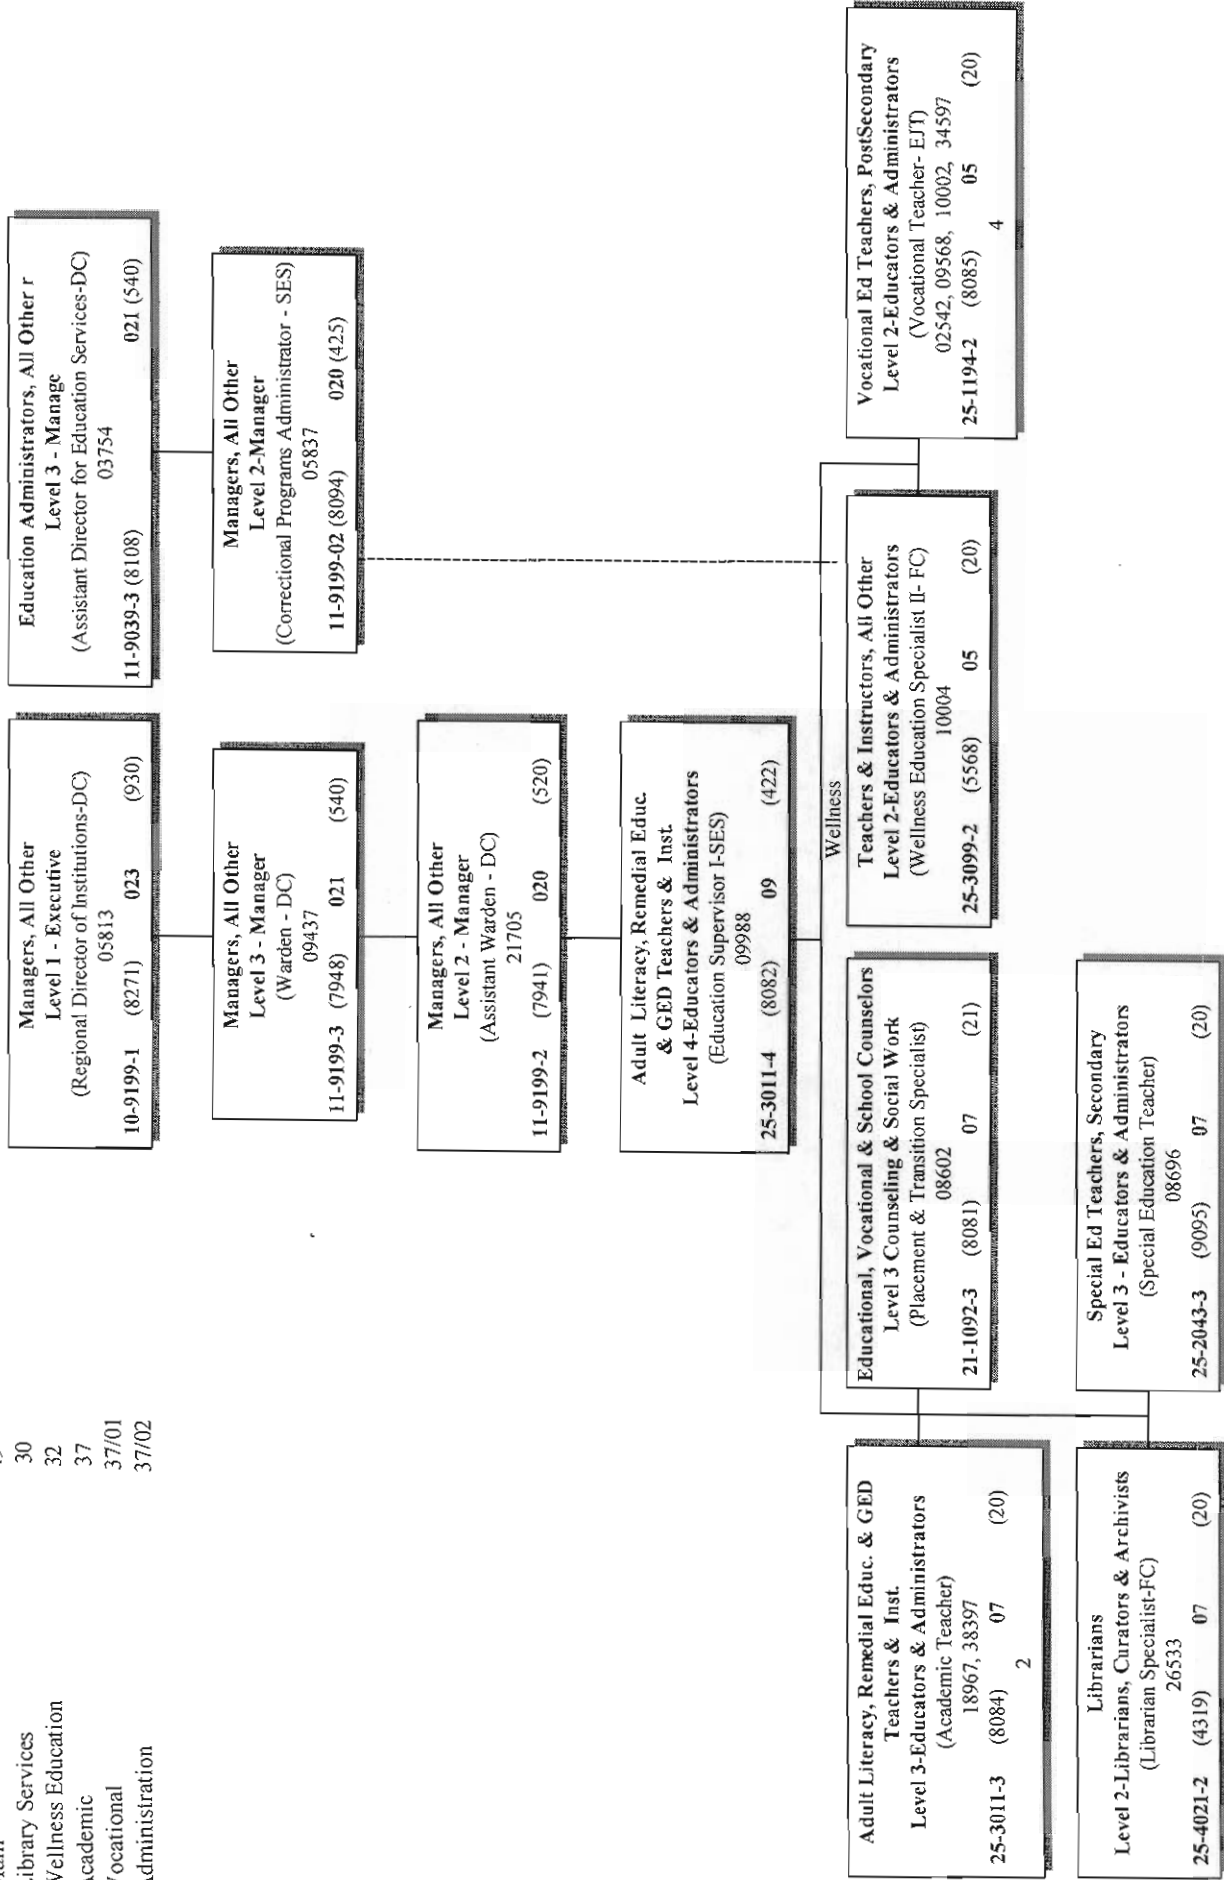 30
Library Services 32
Wellness Education 37
Academic 37/01
Vocational 37/02
Administration
Managers, All Other
Level 1 - Executive
(Regional Director of Institutions-DC)
05813
10-9199-1 (8271) 023 (930)
Education Administrators, All Other r
Level 3 - Manage
(Assistant Director for Education Services-DC)
03754
11-9039-3 (8108) 021 (540)
Managers, All Other
Level 3 - Manager
(Warden - DC)
09437
11-9199-3 (7948) 021 (540)
Managers, All Other
Level 2-Manager
(Correctional Programs Administrator - SES)
05837
11-9199-02 (8094) 020 (425)
Managers, All Other
Level 2 - Manager
(Assistant Warden - DC)
21705
11-9199-2 (7941) 020 (520)
Adult Literacy, Remedial Educ.
& GED Teachers & Inst.
Level 4-Educators & Administrators
(Education Supervisor I-SES)
09988
25-3011-4 (8082) 09 (422)
Wellness
Adult Literacy, Remedial Educ. & GED
Teachers & Inst.
Level 3-Educators & Administrators
(Academic Teacher)
18967, 38397
25-3011-3 (8084) 07 (20)
2
Educational, Vocational & School Counselors
Level 3 Counseling & Social Work
(Placement & Transition Specialist)
08602
21-1092-3 (8081) 07 (21)
Teachers & Instructors, All Other
Level 2-Educators & Administrators
(Wellness Education Specialist II- FC)
10004
25-3099-2 (5568) 05 (20)
Vocational Ed Teachers, PostSecondary
Level 2-Educators & Administrators
(Vocational Teacher- EJT)
02542, 09568, 10002, 34597
25-1194-2 (8085) 05 (20)
4
Librarians
Level 2-Librarians, Curators & Archivists
(Librarian Specialist-FC)
26533
25-4021-2 (4319) 07 (20)
Special Ed Teachers, Secondary
Level 3 - Educators & Administrators
(Special Education Teacher)
08696
25-2043-3 (9095) 07 (20)